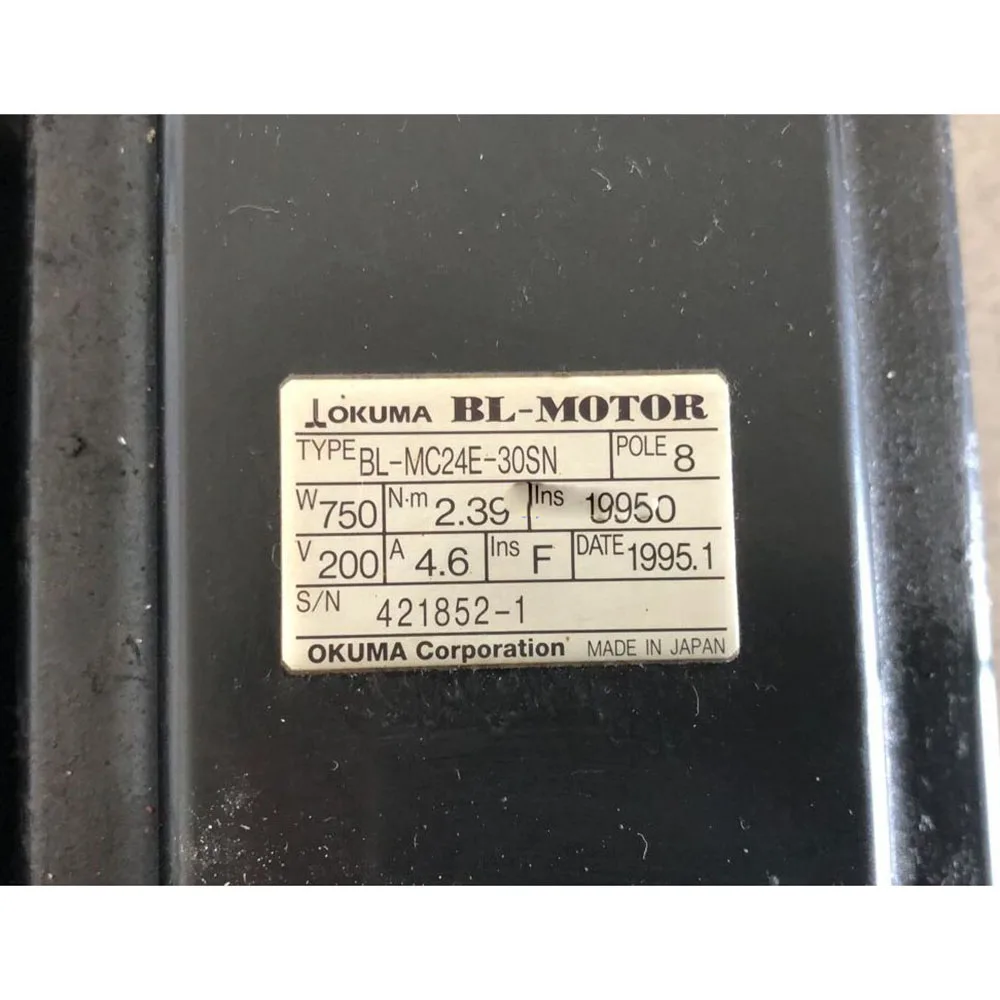 OKUMA BL-MOTOR
TYPE BL-MC24E-30SN POLE 8
W 750 N·m 2.39 Ins 19950
V 200 A 4.6 Ins F DATE 1995.1
S/N 421852-1
OKUMA Corporation MADE IN JAPAN